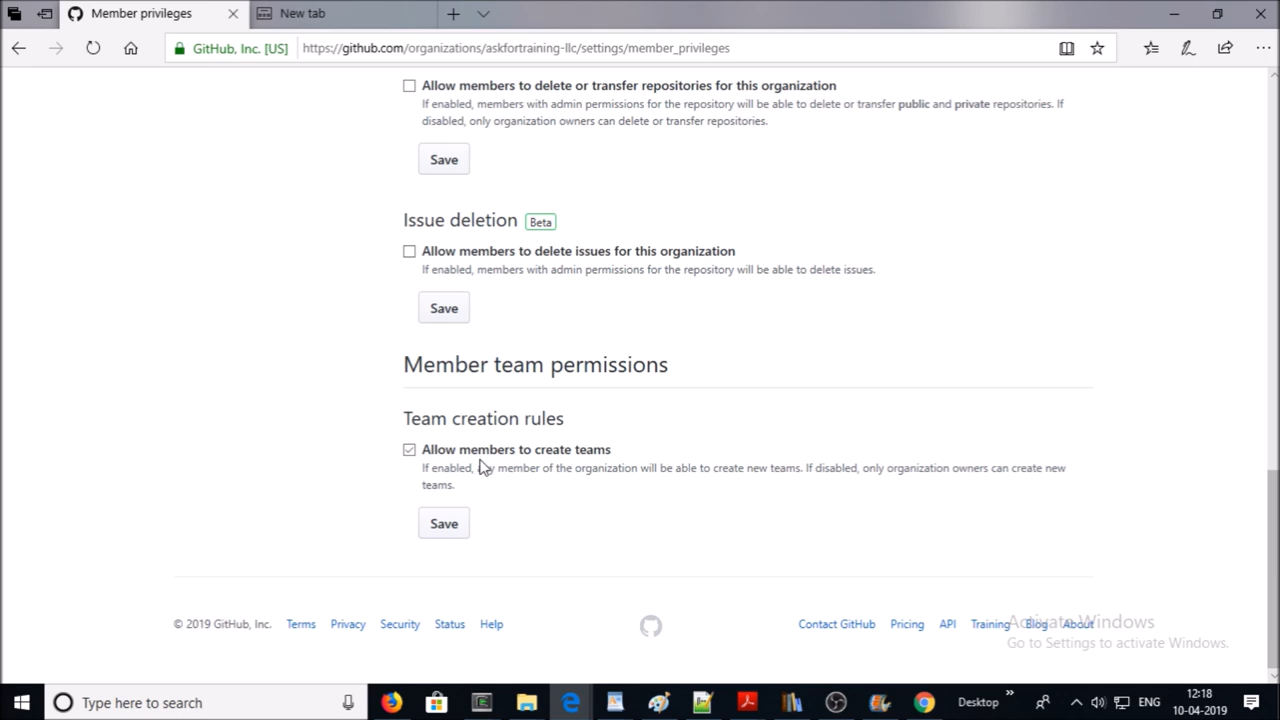 Member privileges
New tab
GitHub, Inc. [US]
https://github.com/organizations/askfortraining-llc/settings/member_privileges
Allow members to delete or transfer repositories for this organization
If enabled, members with admin permissions for the repository will be able to delete or transfer public and private repositories. If
disabled, only organization owners can delete or transfer repositories.
Save
Issue deletion Beta
Allow members to delete issues for this organization
If enabled, members with admin permissions for the repository will be able to delete issues.
Save
Member team permissions
Team creation rules
Allow members to create teams
If enabled, member of the organization will be able to create new teams. If disabled, only organization owners can create new
teams.
Save
© 2019 GitHub, Inc. Terms Privacy Security Status Help
Contact GitHub Pricing API Training Blog About
Activate Windows
Go to Settings to activate Windows.
Type here to search
Desktop
ENG
12:18
10-04-2019